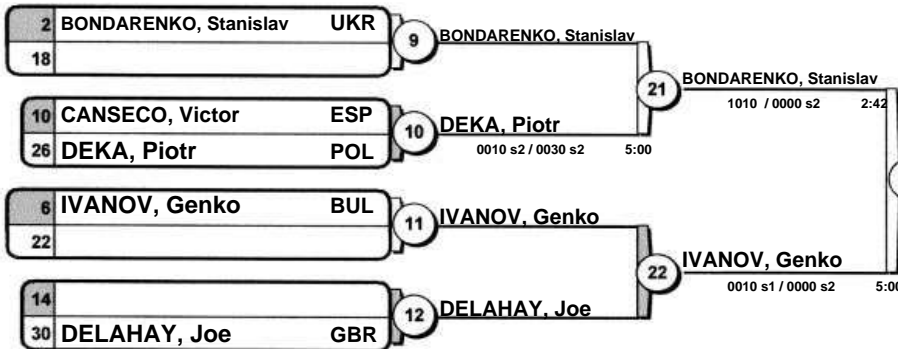 2 BONDARENKO, Stanislav UKR
18
9
BONDARENKO, Stanislav
10 CANSECO, Victor ESP
26 DEKA, Piotr POL
10
DEKA, Piotr
0010 s2 / 0030 s2 5:00
21
BONDARENKO, Stanislav
1010 / 0000 s2 2:42
6 IVANOV, Genko BUL
22
11
IVANOV, Genko
14
30 DELAHAY, Joe GBR
12
DELAHAY, Joe
22
IVANOV, Genko
0010 s1 / 0000 s2 5:00